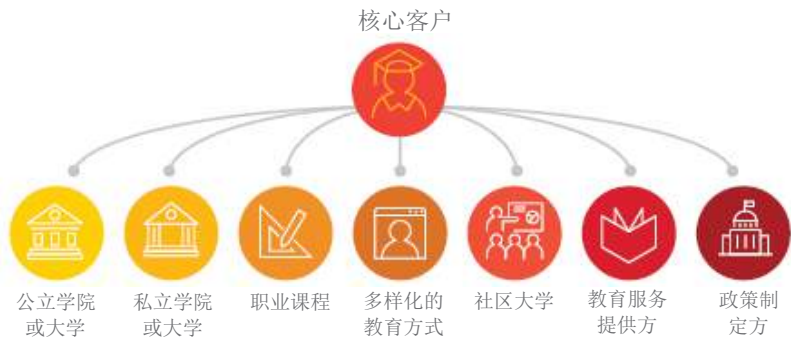 核心客户
公立学院
或大学
私立学院
或大学
职业课程
多样化的
教育方式
社区大学
教育服务
提供方
政策制
定方